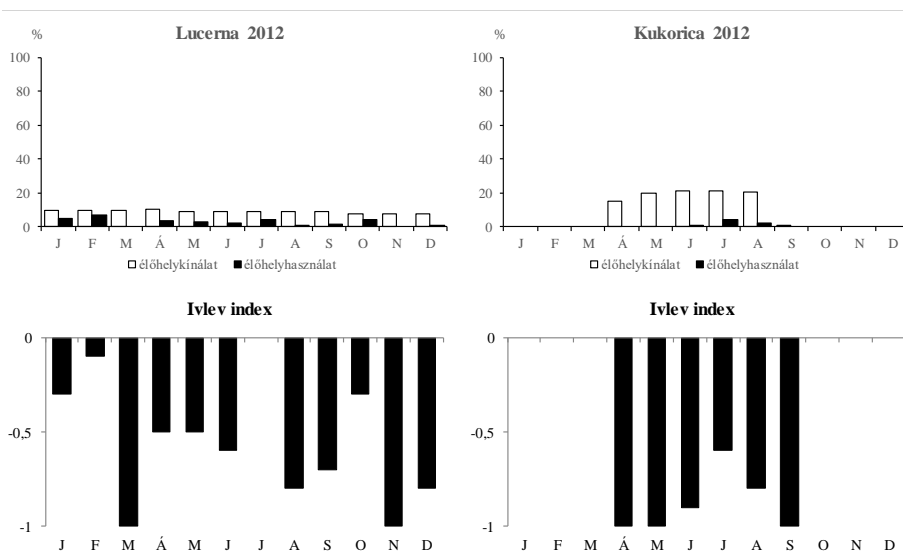 Lucerna 2012
%
100
80
60
40
20
0
J F M Á M J J A S O N D
élőhelykínálat élőhelyhasználat
Kukorica 2012
%
100
80
60
40
20
0
J F M Á M J J A S O N D
élőhelykínálat élőhelyhasználat
Ivlev index
0
-0,5
-1
J F M Á M J J A S O N D
Ivlev index
0
-0,5
-1
J F M Á M J J A S O N D